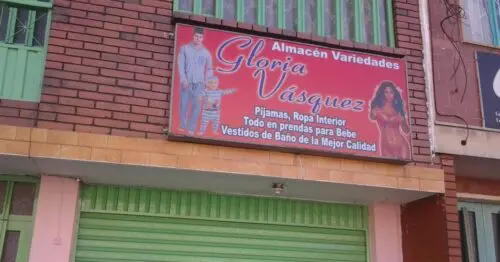 Almacén Variedades
Gloria
Vásquez
Pijamas, Ropa Interior
Todo en prendas para Bebe
Vestidos de Baño de la Mejor Calidad